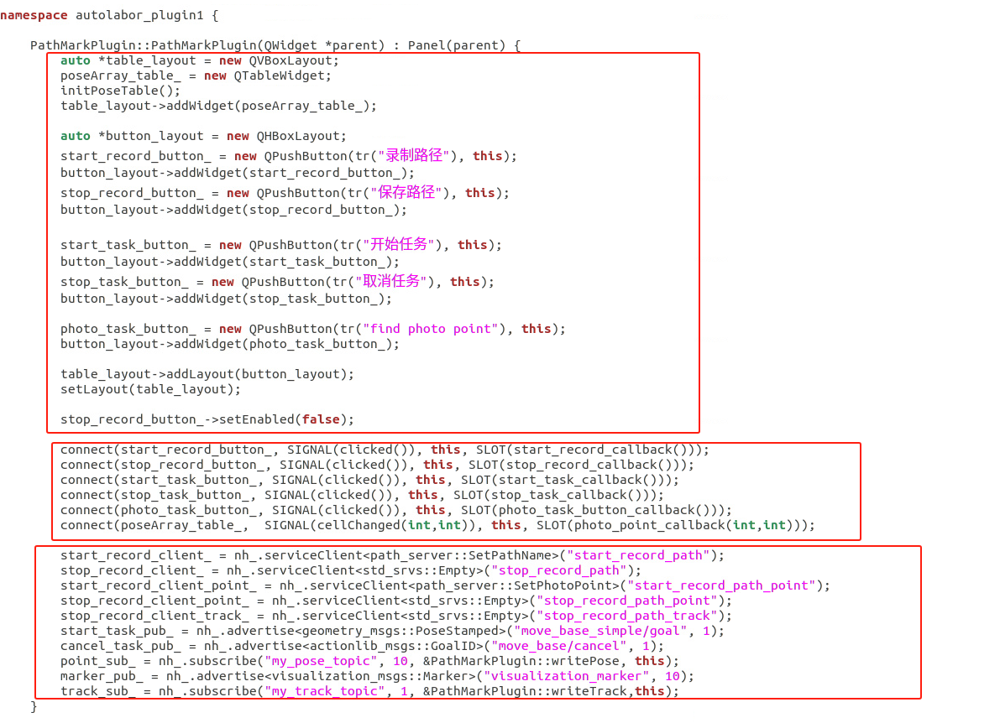 namespace autolabor_plugin1 {
PathMarkPlugin::PathMarkPlugin(QWidget *parent) : Panel(parent) {
auto *table_layout = new QVBoxLayout;
poseArray_table_ = new QTableWidget;
initPoseTable();
table_layout->addWidget(poseArray_table_);
auto *button_layout = new QHBoxLayout;
start_record_button_ = new QPushButton(tr("录制路径"), this);
button_layout->addWidget(start_record_button_);
stop_record_button_ = new QPushButton(tr("保存路径"), this);
button_layout->addWidget(stop_record_button_);
start_task_button_ = new QPushButton(tr("开始任务"), this);
button_layout->addWidget(start_task_button_);
stop_task_button_ = new QPushButton(tr("取消任务"), this);
button_layout->addWidget(stop_task_button_);
photo_task_button_ = new QPushButton(tr("find photo point"), this);
button_layout->addWidget(photo_task_button_);
table_layout->addLayout(button_layout);
setLayout(table_layout);
stop_record_button_->setEnabled(false);
connect(start_record_button_, SIGNAL(clicked()), this, SLOT(start_record_callback()));
connect(stop_record_button_, SIGNAL(clicked()), this, SLOT(stop_record_callback()));
connect(start_task_button_, SIGNAL(clicked()), this, SLOT(start_task_callback()));
connect(stop_task_button_, SIGNAL(clicked()), this, SLOT(stop_task_callback()));
connect(photo_task_button_, SIGNAL(clicked()), this, SLOT(photo_task_button_callback()));
connect(poseArray_table_,  SIGNAL(cellChanged(int,int)), this, SLOT(photo_point_callback(int,int)));
start_record_client_ = nh_.serviceClient<path_server::SetPathName>("start_record_path");
stop_record_client_ = nh_.serviceClient<std_srvs::Empty>("stop_record_path");
start_record_client_point_ = nh_.serviceClient<path_server::SetPhotoPoint>("start_record_path_point");
stop_record_client_point_ = nh_.serviceClient<std_srvs::Empty>("stop_record_path_point");
stop_record_client_track_ = nh_.serviceClient<std_srvs::Empty>("stop_record_path_track");
start_task_pub_ = nh_.advertise<geometry_msgs::PoseStamped>("move_base_simple/goal", 1);
cancel_task_pub_ = nh_.advertise<actionlib_msgs::GoalID>("move_base/cancel", 1);
point_sub_ = nh_.subscribe("my_pose_topic", 10, &PathMarkPlugin::writePose, this);
marker_pub_ = nh_.advertise<visualization_msgs::Marker>("visualization_marker", 10);
track_sub_ = nh_.subscribe("my_track_topic", 1, &PathMarkPlugin::writeTrack,this);
}